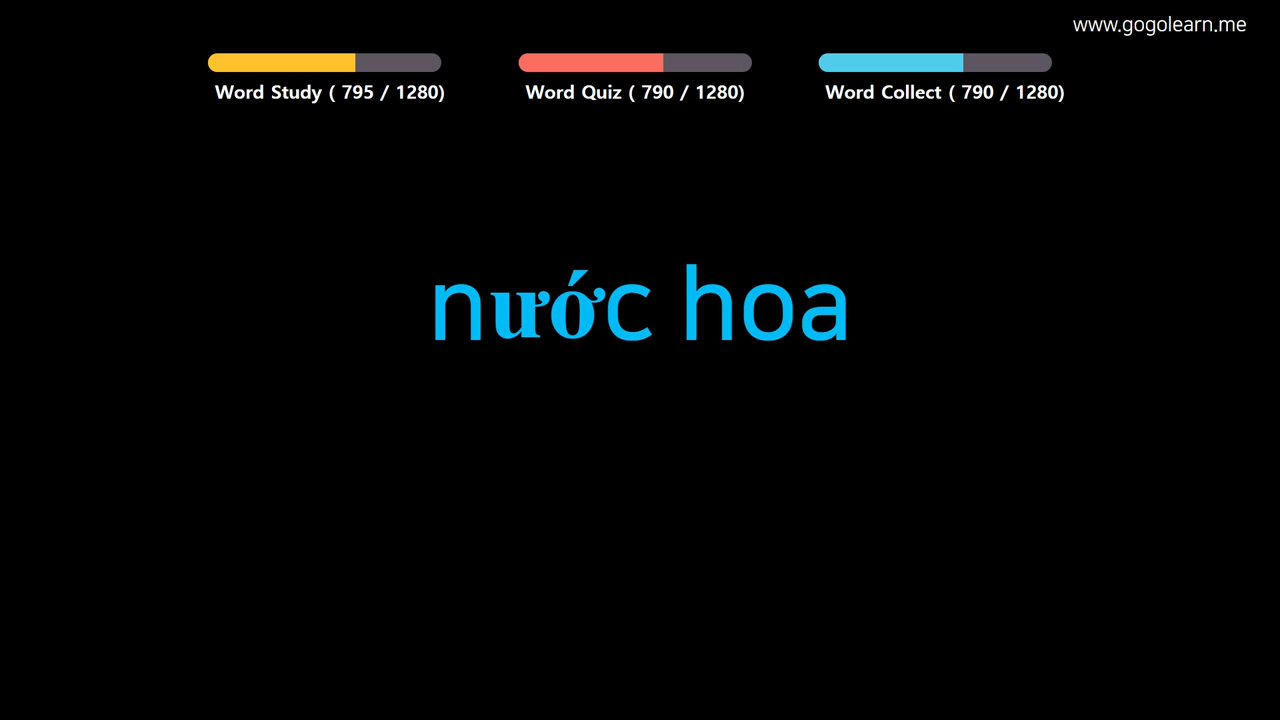 www.gogolearn.me
Word Study ( 795 / 1280)
Word Quiz ( 790 / 1280)
Word Collect ( 790 / 1280)
nước hoa